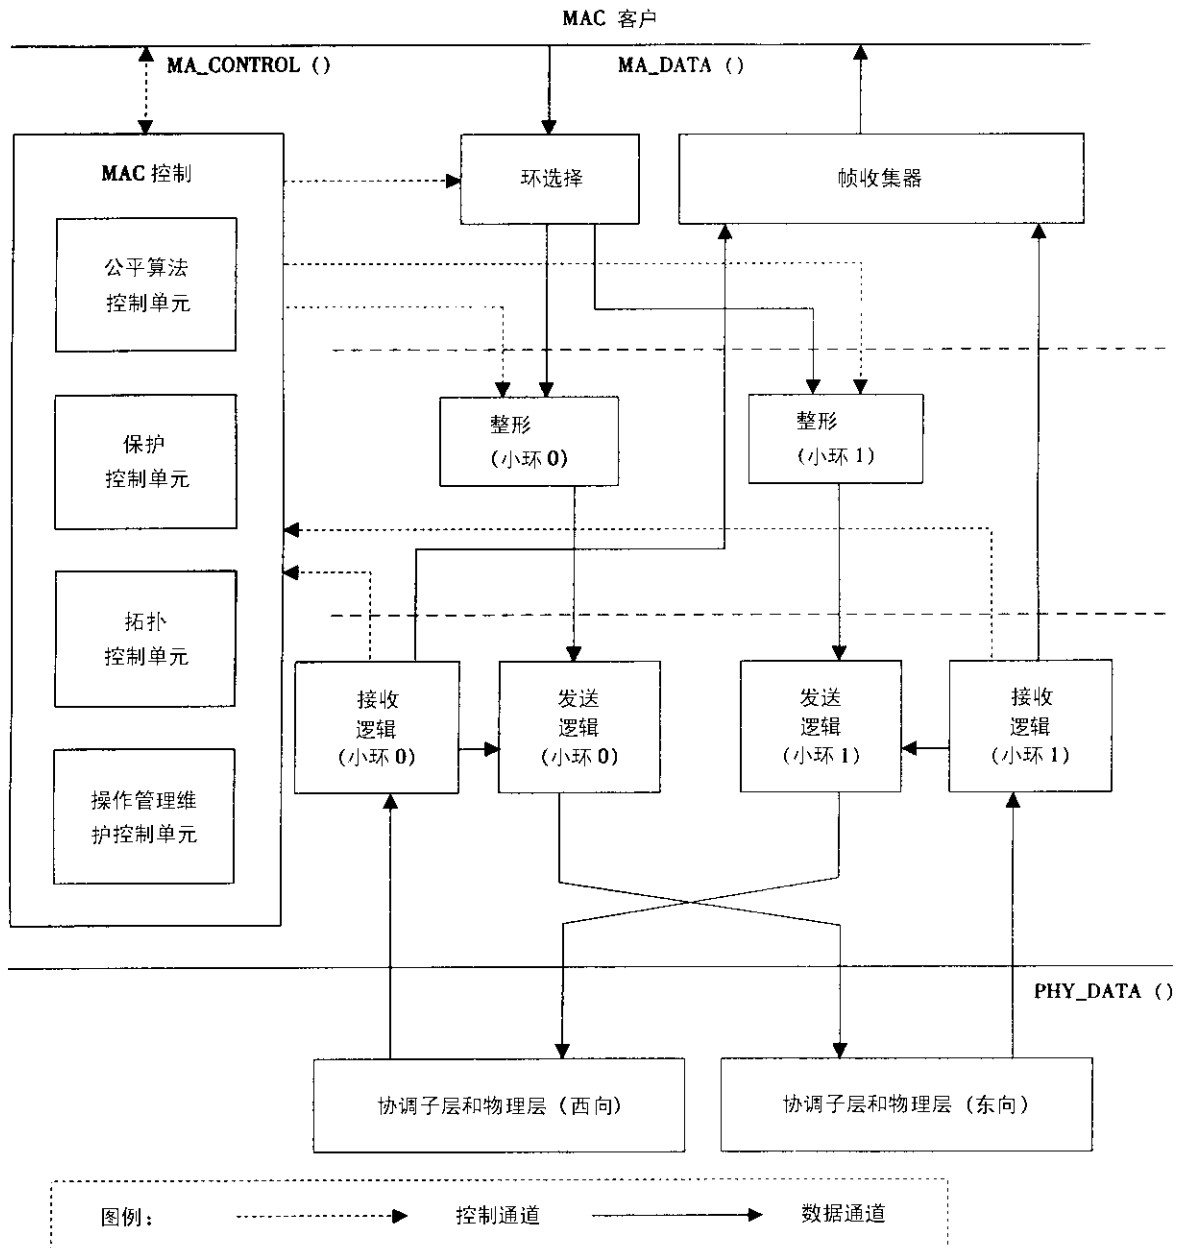 MAC 客户
MA_CONTROL ()
MA_DATA ()
MAC 控制
环选择
帧收集器
公平算法
控制单元
整形
(小环 0)
整形
(小环 1)
保护
控制单元
拓扑
控制单元
接收
逻辑
(小环 0)
发送
逻辑
(小环 0)
发送
逻辑
(小环 1)
接收
逻辑
(小环 1)
操作管理维
护控制单元
PHY_DATA ()
协调子层和物理层 (西向)
协调子层和物理层 (东向)
图例:
控制通道
数据通道